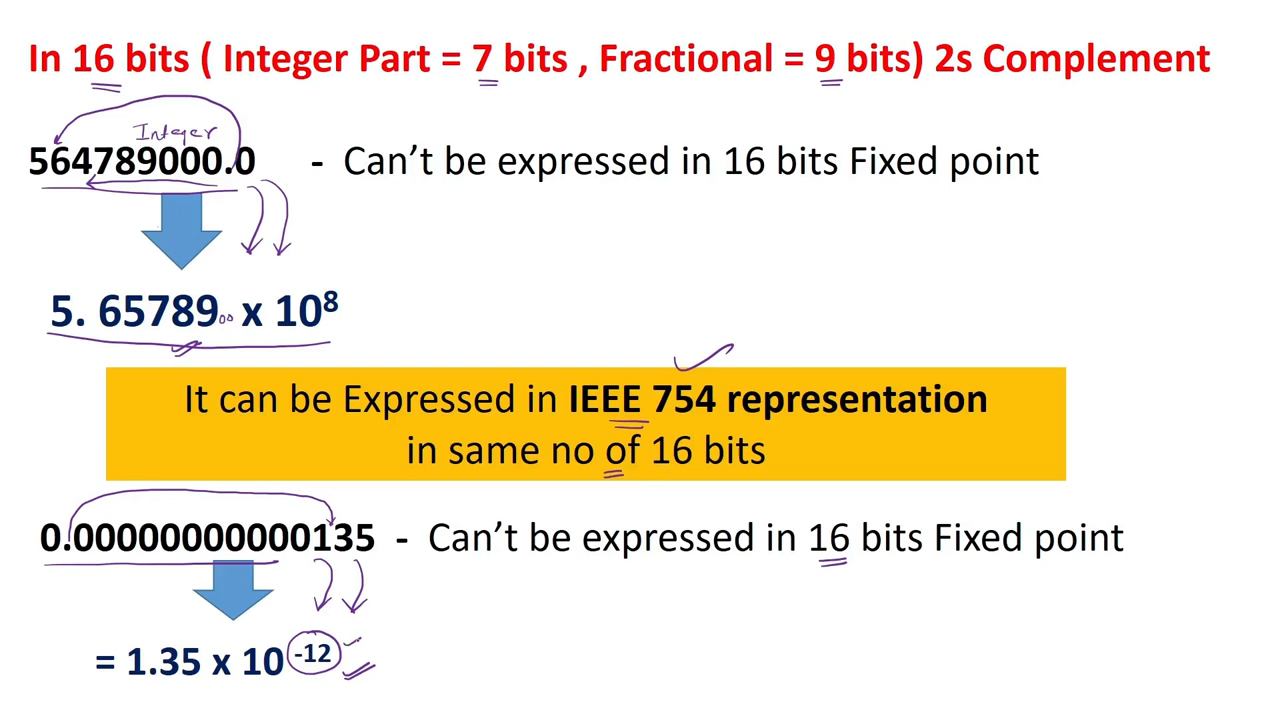 In 16 bits ( Integer Part = 7 bits , Fractional = 9 bits) 2s Complement
Integer
564789000.0 - Can't be expressed in 16 bits Fixed point
5. 6578900 x 10⁸
It can be Expressed in IEEE 754 representation
in same no of 16 bits
0.000000000000135 - Can't be expressed in 16 bits Fixed point
= 1.35 x 10 -12